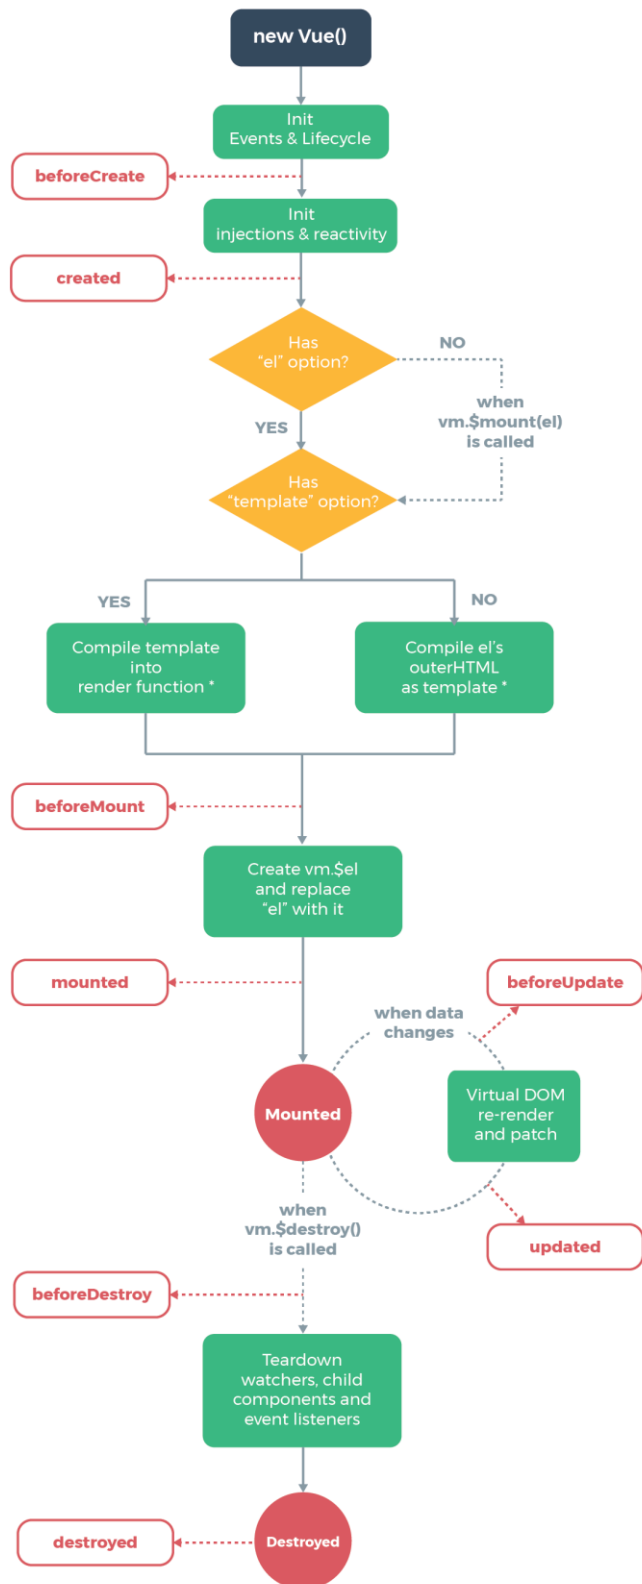 new Vue()
Init
Events & Lifecycle
beforeCreate
Init
injections & reactivity
created
Has
“el” option?
NO
when
vm.$mount(el)
is called
YES
Has
“template” option?
YES
NO
Compile template
into
render function *
Compile el’s
outerHTML
as template *
beforeMount
Create vm.$el
and replace
“el” with it
mounted
beforeUpdate
when data
changes
Mounted
Virtual DOM
re-render
and patch
when
vm.$destroy()
is called
updated
beforeDestroy
Teardown
watchers, child
components and
event listeners
destroyed
Destroyed